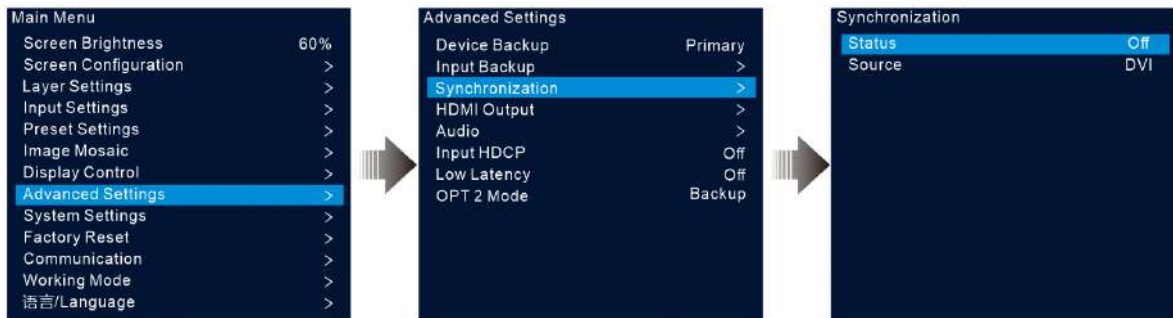 Main Menu
Screen Brightness 60%
Screen Configuration >
Layer Settings >
Input Settings >
Preset Settings >
Image Mosaic >
Display Control >
Advanced Settings >
System Settings >
Factory Reset >
Communication >
Working Mode >
语言/Language >
Advanced Settings
Device Backup Primary
Input Backup >
Synchronization >
HDMI Output >
Audio >
Input HDCP Off
Low Latency Off
OPT 2 Mode Backup
Synchronization
Status Off
Source DVI